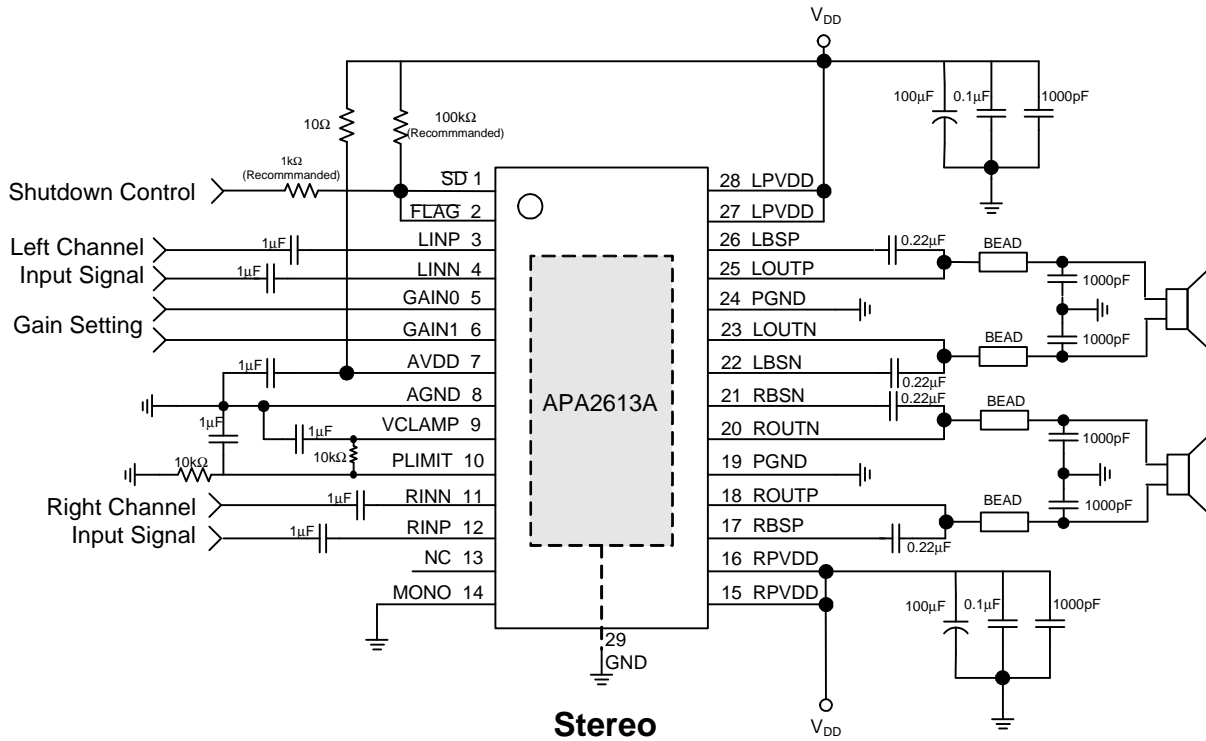 V_DD
100µF
0.1µF
1000pF
10Ω
100kΩ
(Recommmanded)
1kΩ
(Recommmanded)
Shutdown Control
SD 1
FLAG 2
Left Channel
Input Signal
1µF
LINP 3
1µF
LINN 4
GAIN0 5
Gain Setting
GAIN1 6
1µF
AVDD 7
AGND 8
1µF
VCLAMP 9
1µF
10kΩ
10kΩ
PLIMIT 10
Right Channel
Input Signal
1µF
RINN 11
1µF
RINP 12
NC 13
MONO 14
APA2613A
28 LPVDD
27 LPVDD
26 LBSP
0.22µF
BEAD
25 LOUTP
1000pF
24 PGND
23 LOUTN
BEAD
1000pF
22 LBSN
0.22µF
21 RBSN
0.22µF
BEAD
20 ROUTN
1000pF
19 PGND
18 ROUTP
BEAD
1000pF
17 RBSP
0.22µF
16 RPVDD
15 RPVDD
100µF
0.1µF
1000pF
29
GND
V_DD
Stereo